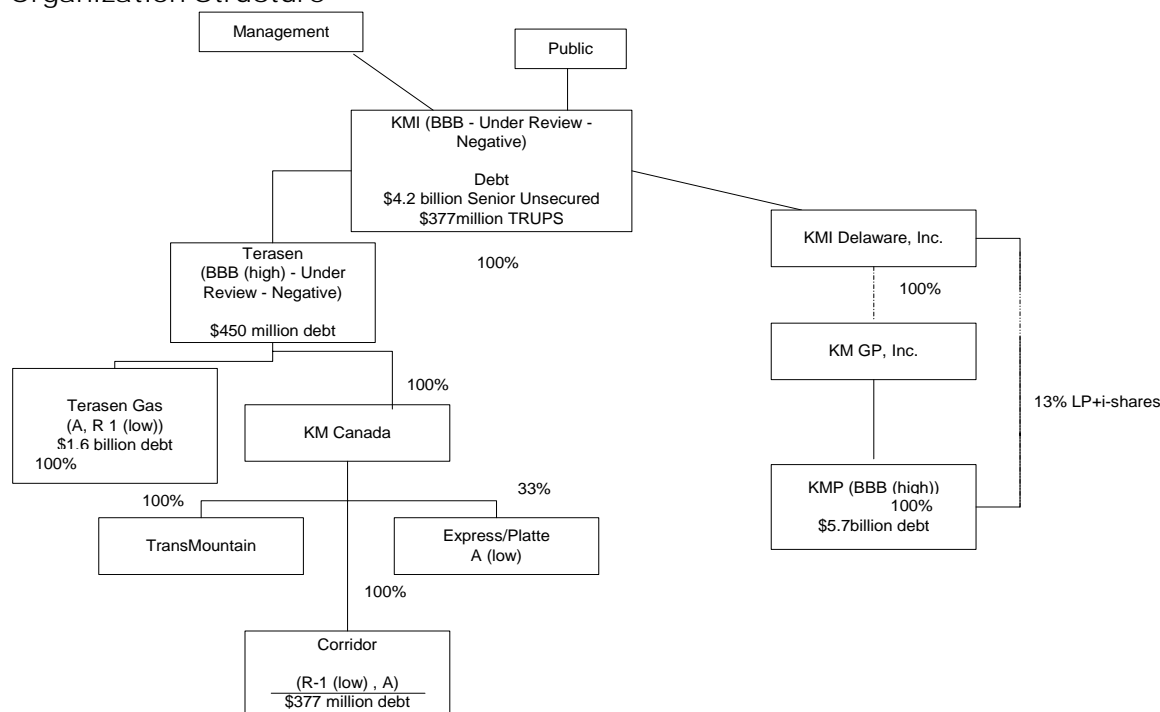 Organization Structure
Management
Public
KMI (BBB - Under Review -
Negative)
Debt
$4.2 billion Senior Unsecured
$377million TRUPS
100%
Terasen
(BBB (high) - Under
Review - Negative)
$450 million debt
KMI Delaware, Inc.
100%
KM GP, Inc.
13% LP+i-shares
KMP (BBB (high))
100%
$5.7billion debt
100%
Terasen Gas
(A, R 1 (low))
$1.6 billion debt
100%
KM Canada
100%
33%
TransMountain
Express/Platte
A (low)
100%
Corridor
(R-1 (low) , A)
$377 million debt